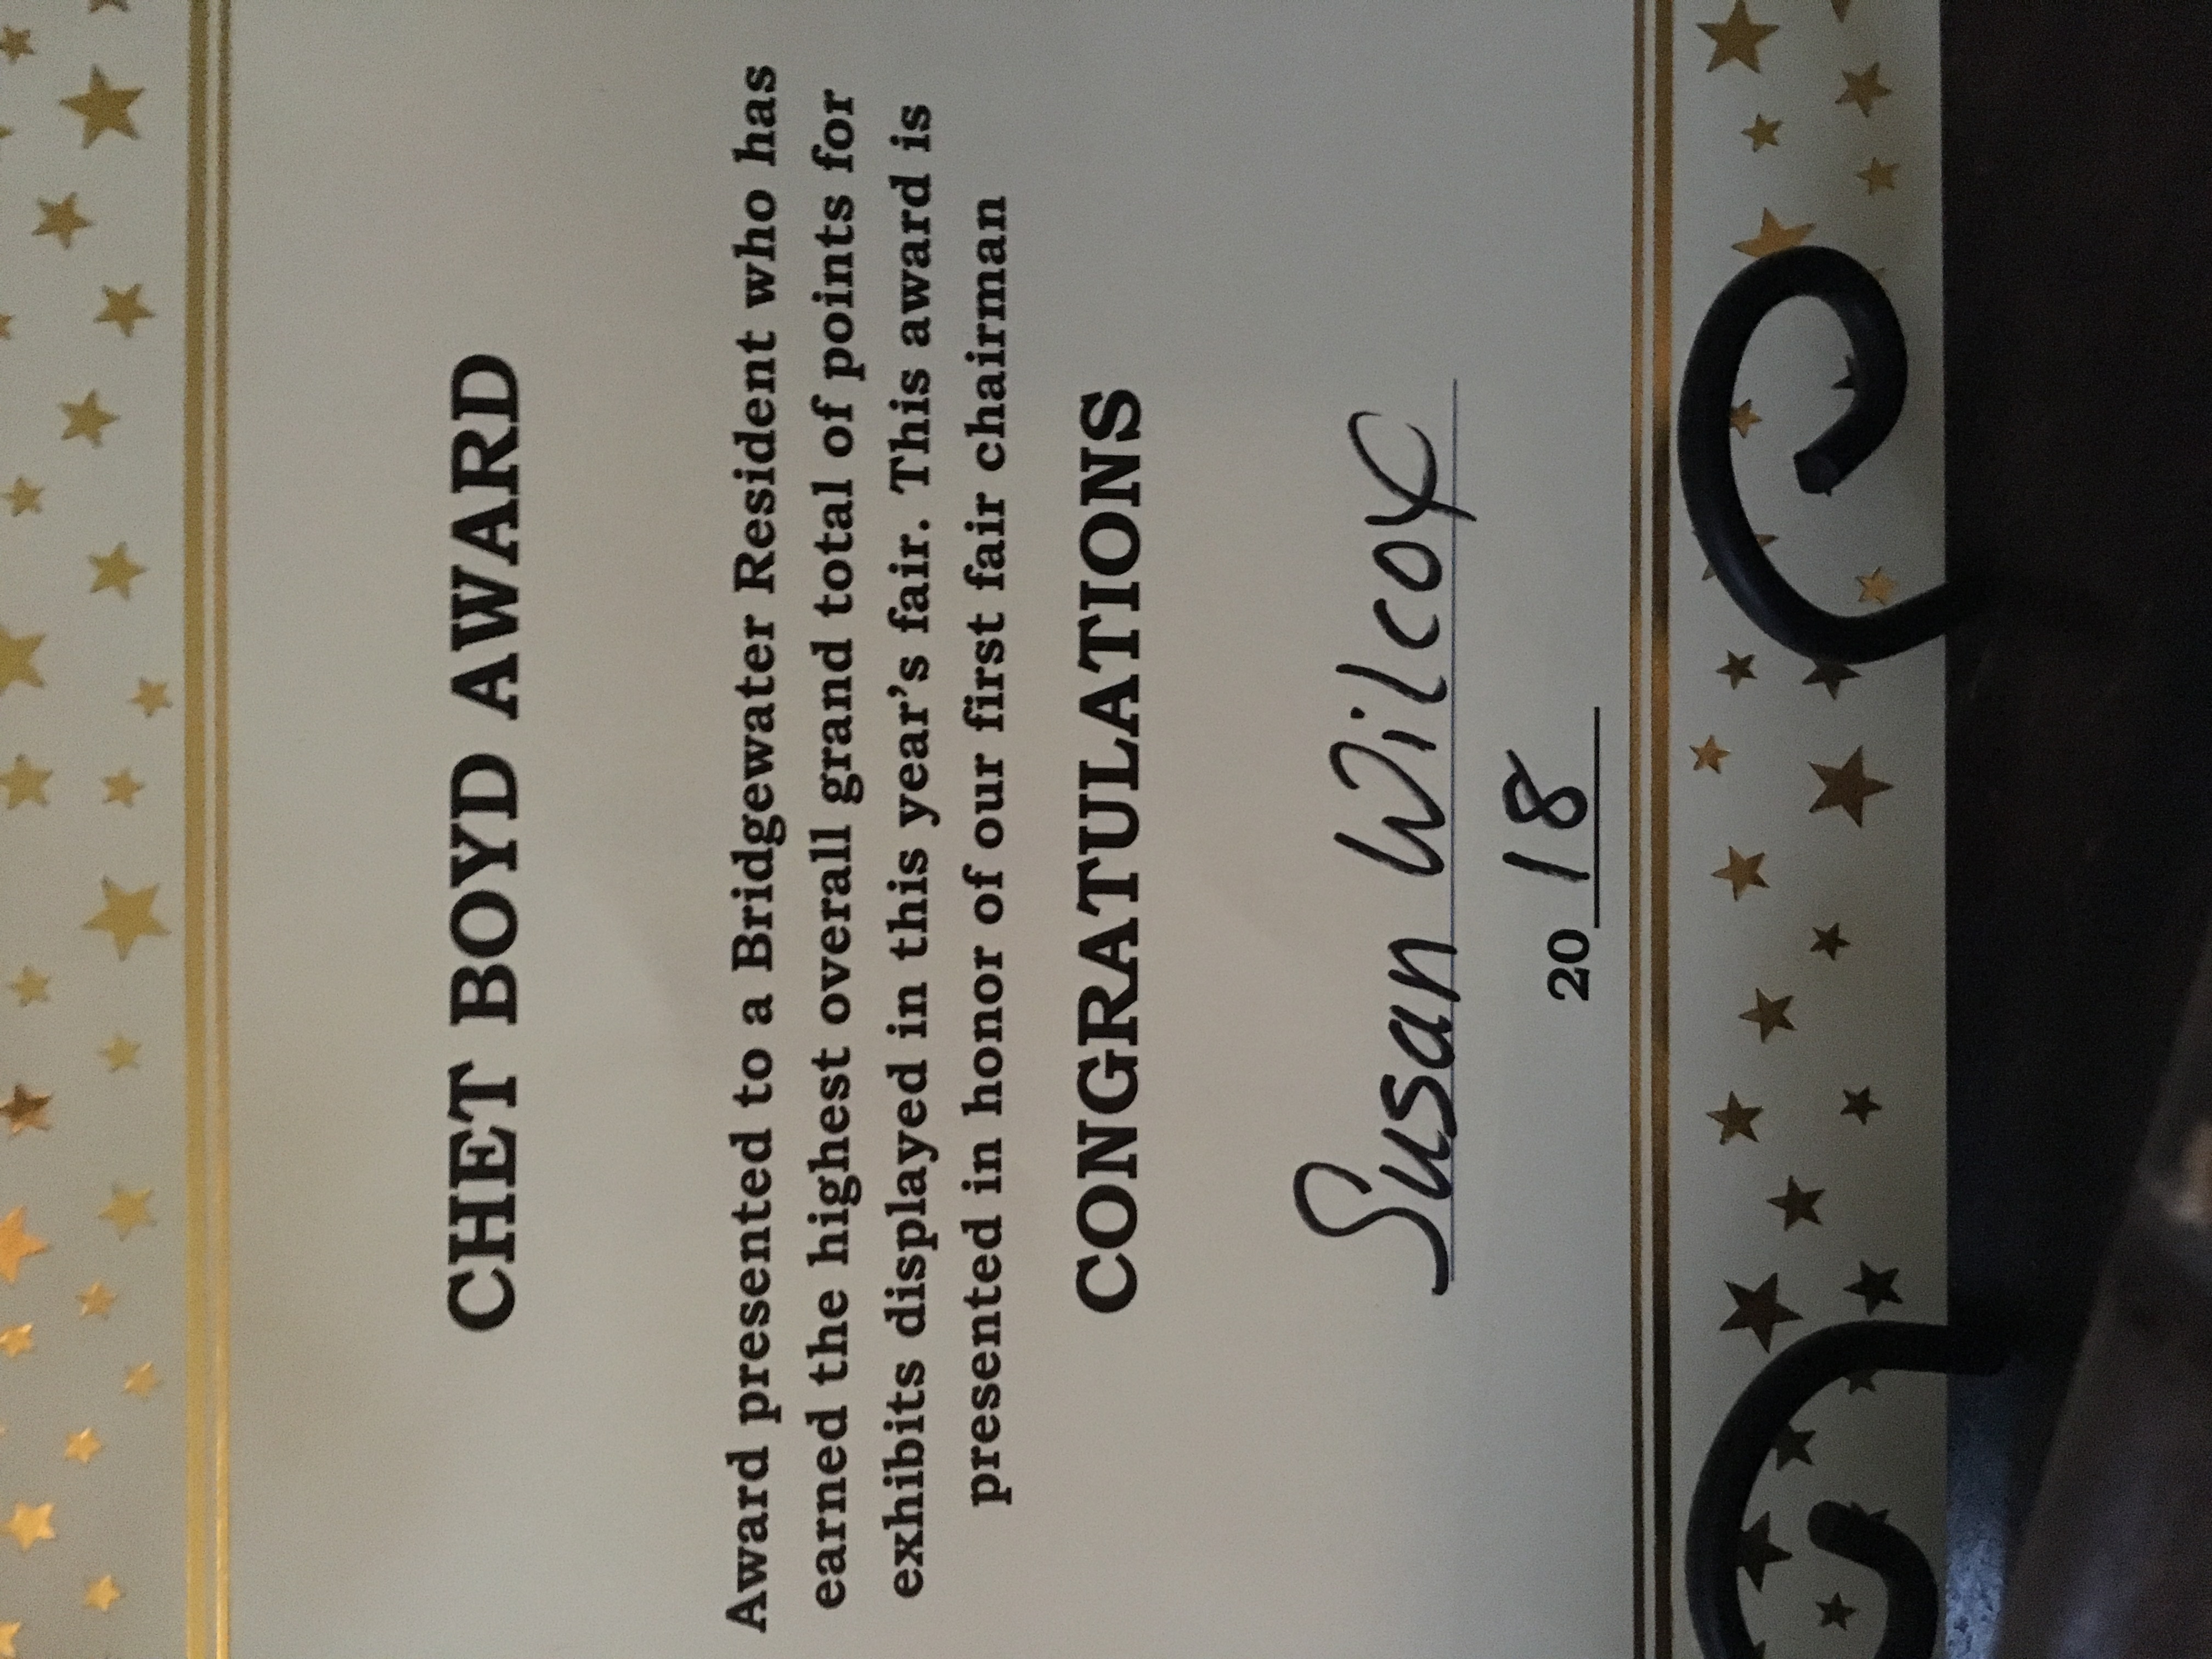 CHET BOYD AWARD
Award presented to a Bridgewater Resident who has
earned the highest overall grand total of points for
exhibits displayed in this year's fair. This award is
presented in honor of our first fair chairman
CONGRATULATIONS
Susan Wilcox
20 18